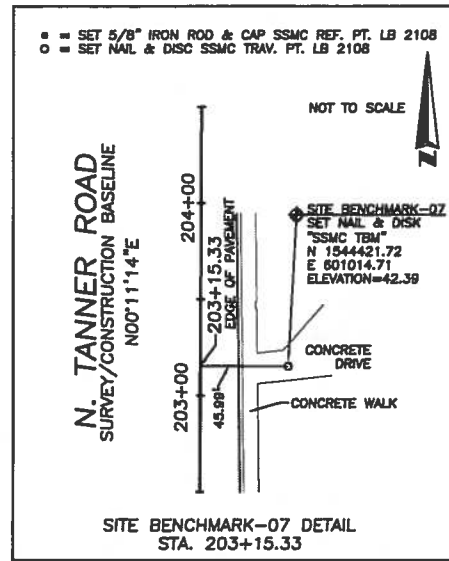 ■ = SET 5/8" IRON ROD & CAP SSMC REF. PT. LB 2108
○ = SET NAIL & DISC SSMC TRAV. PT. LB 2108
NOT TO SCALE
N
N. TANNER ROAD
SURVEY/CONSTRUCTION BASELINE
N00°11'14"E
204+00
203+15.33
EDGE OF PAVEMENT
203+00
45.99'
SITE BENCHMARK-07
SET NAIL & DISK
"SSMC TBM"
N 1544421.72
E 601014.71
ELEVATION=42.39
CONCRETE
DRIVE
CONCRETE WALK
SITE BENCHMARK-07 DETAIL
STA. 203+15.33